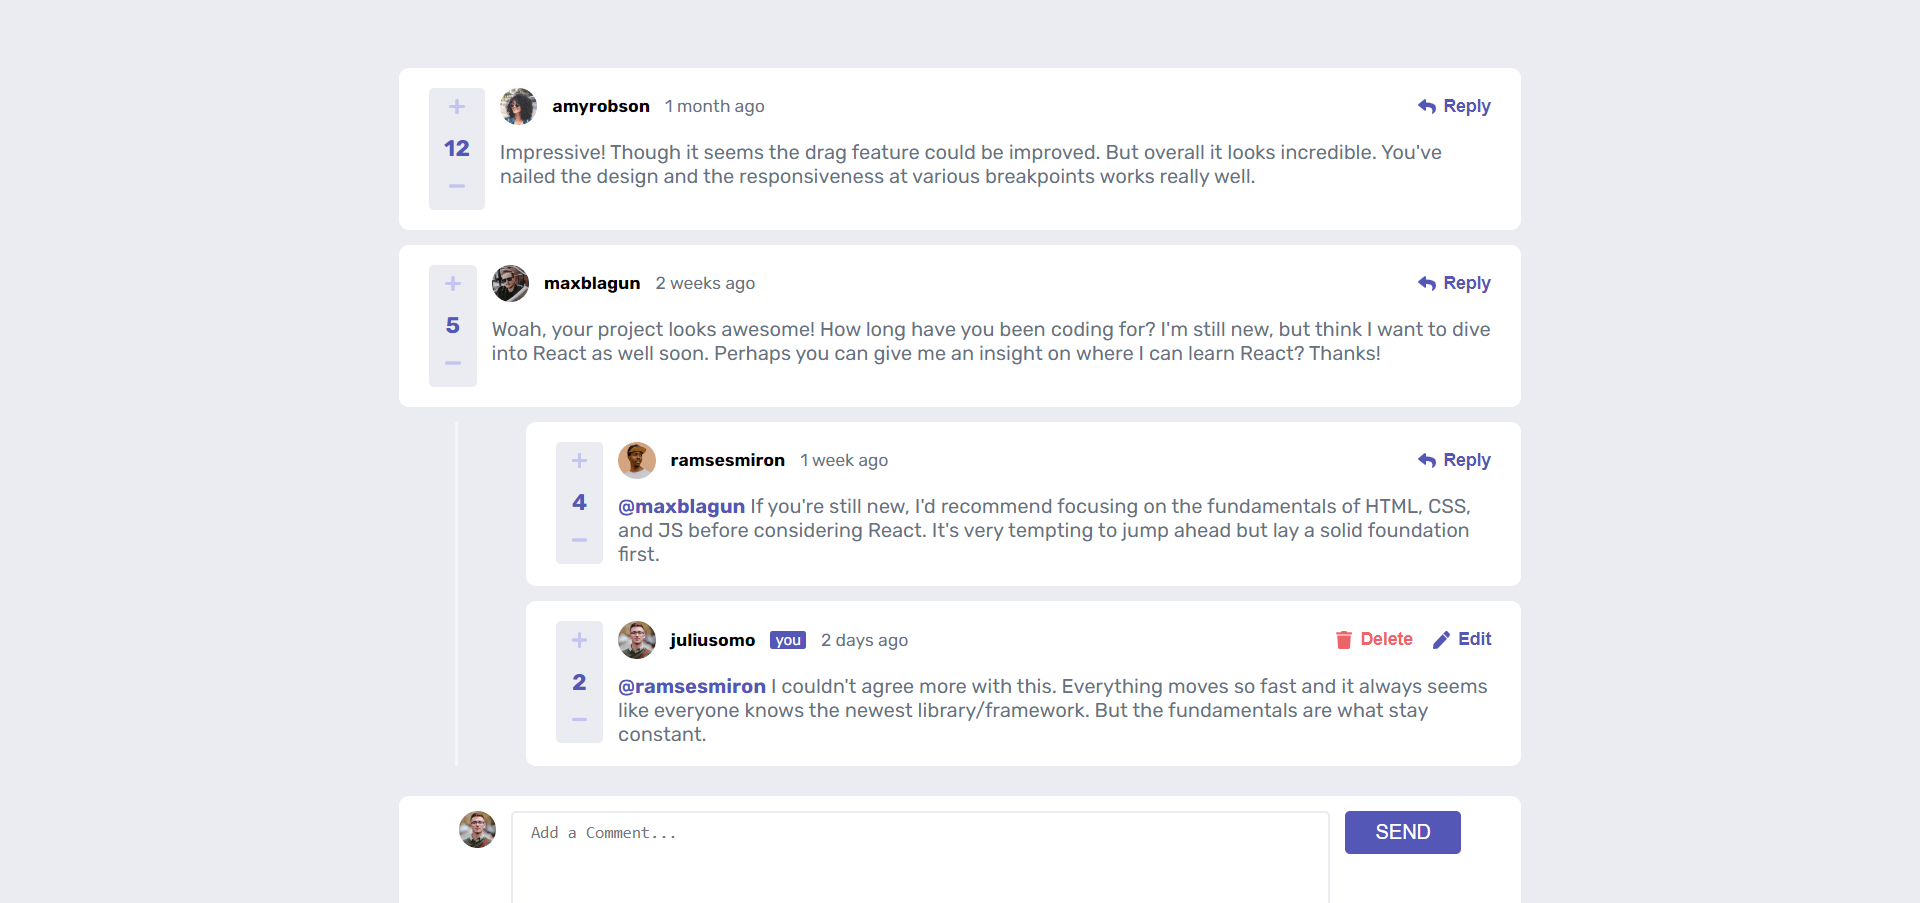 +
amyrobson 1 month ago Reply
12
Impressive! Though it seems the drag feature could be improved. But overall it looks incredible. You've
nailed the design and the responsiveness at various breakpoints works really well.
−
+
maxblagun 2 weeks ago Reply
5
Woah, your project looks awesome! How long have you been coding for? I'm still new, but think I want to dive
into React as well soon. Perhaps you can give me an insight on where I can learn React? Thanks!
−
+
ramsesmiron 1 week ago Reply
4
@maxblagun If you're still new, I'd recommend focusing on the fundamentals of HTML, CSS,
and JS before considering React. It's very tempting to jump ahead but lay a solid foundation
first.
−
+
juliusomo you 2 days ago Delete Edit
2
@ramsesmiron I couldn't agree more with this. Everything moves so fast and it always seems
like everyone knows the newest library/framework. But the fundamentals are what stay
constant.
−
Add a Comment...
SEND